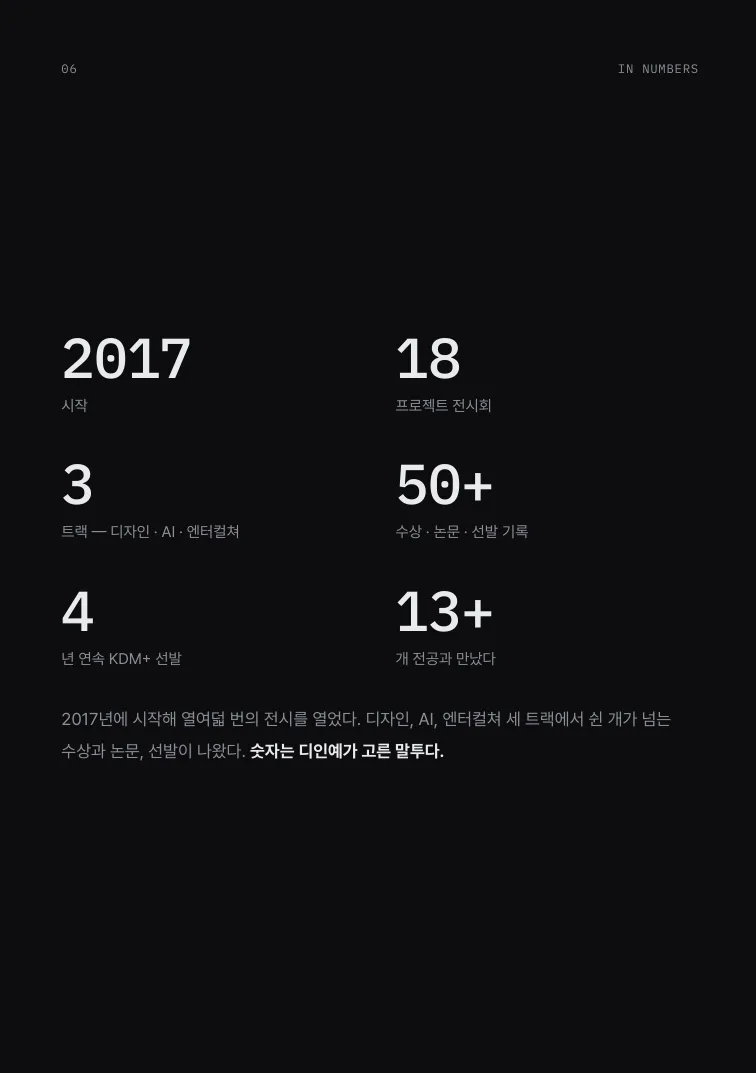 06
IN NUMBERS
2017
시작
18
프로젝트 전시회
3
트랙 — 디자인 · AI · 엔터컬쳐
50+
수상 · 논문 · 선발 기록
4
년 연속 KDM+ 선발
13+
개 전공과 만났다
2017년에 시작해 열여덟 번의 전시를 열었다. 디자인, AI, 엔터컬쳐 세 트랙에서 쉰 개가 넘는
수상과 논문, 선발이 나왔다. 숫자는 디인예가 고른 말투다.